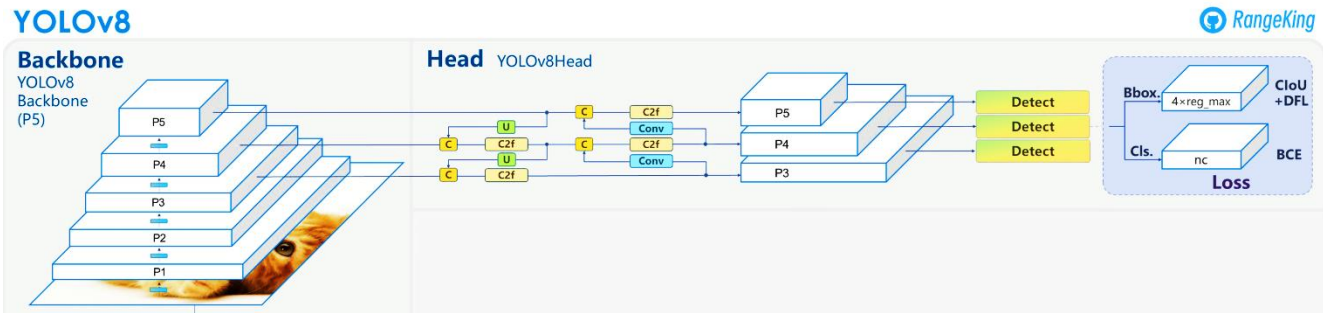 YOLOv8
RangeKing
Backbone
YOLOv8
Backbone
(P5)
P5
P4
P3
P2
P1
Head YOLOv8Head
C C2f
U Conv
C C2f C C2f
U Conv
C C2f
P5
P4
P3
Detect
Detect
Detect
Bbox.
4×reg_max
CIoU
+DFL
Cls.
nc
BCE
Loss